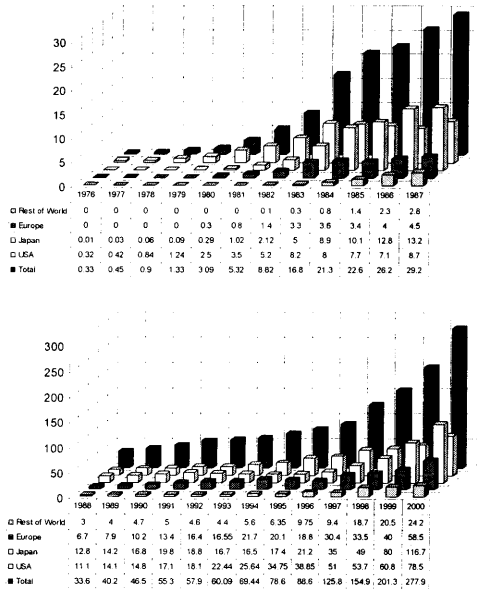 30
25
20
15
10
5
0
1976 1977 1978 1979 1980 1981 1982 1983 1984 1985 1986 1987
Rest of World 0 0 0 0 0 0 0.1 0.3 0.8 1.4 2.3 2.8
Europe 0 0 0 0 0.3 0.8 1.4 3.3 3.6 3.4 4 4.5
Japan 0.01 0.03 0.06 0.09 0.29 1.02 2.12 5 8.9 10.1 12.8 13.2
USA 0.32 0.42 0.84 1.24 2.5 3.5 5.2 8.2 8 7.7 7.1 8.7
Total 0.33 0.45 0.9 1.33 3.09 5.32 8.82 16.8 21.3 22.6 26.2 29.2
300
250
200
150
100
50
0
1988 1989 1990 1991 1992 1993 1994 1995 1996 1997 1998 1999 2000
Rest of World 3 4 4.7 5 4.6 4.4 5.6 6.35 9.75 9.4 18.7 20.5 24.2
Europe 6.7 7.9 10.2 13.4 16.4 16.55 21.7 20.1 18.8 30.4 33.5 40 58.5
Japan 12.8 14.2 16.8 19.8 18.8 16.7 16.5 17.4 21.2 35 49 80 116.7
USA 11.1 14.1 14.8 17.1 18.1 22.44 25.64 34.75 38.85 51 53.7 60.8 78.5
Total 33.6 40.2 46.5 55.3 57.9 60.09 69.44 78.6 88.6 125.8 154.9 201.3 277.9